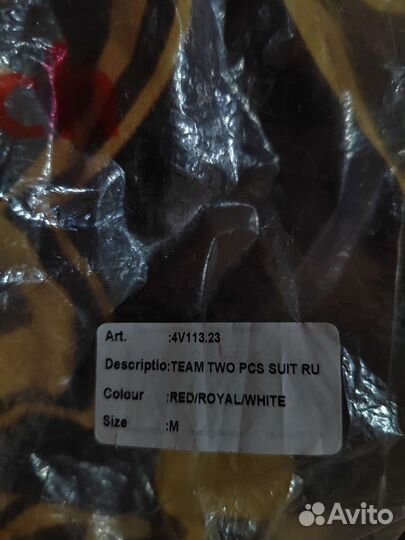 Art. :4V113.23
Descriptio:TEAM TWO PCS SUIT RU
Colour :RED/ROYAL/WHITE
Size :M
Avito